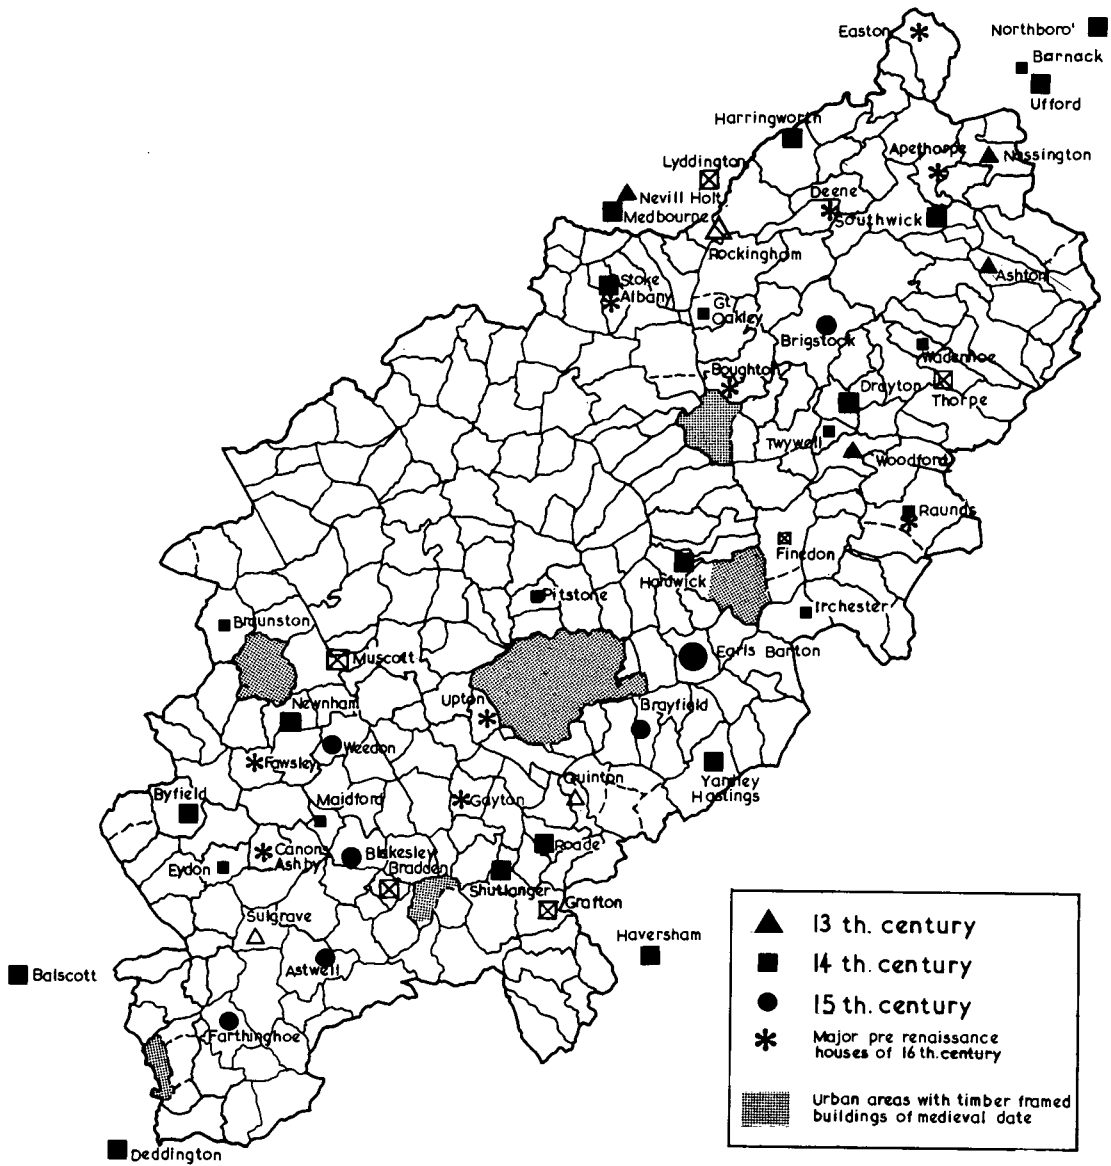 Easton
Northboro'
Barnack
Ufford
Harringworth
Apethorpe
Nassington
Lyddington
Nevill Holt
Deene
Medbourne
Southwick
Rockingham
Ashton
Stoke
Albany
Gt.
Oakley
Brigstock
Wadenhoe
Boughton
Drayton
Thorpe
Twywell
Woodford
Raunds
Finedon
Hardwick
Pitstone
Irchester
Braunston
Muscott
Earls Barton
Upton
Newnham
Brayfield
Weedon
Fawsley
Yardley
Hastings
Quinton
Byfield
Maidford
Gayton
Roade
Canons
Ashby
Blakesley
Eydon
Bradden
Shutlanger
Grafton
Sulgrave
Haversham
Astwell
Balscott
Farthinghoe
Deddington
13 th. century
14 th. century
15 th. century
Major pre renaissance
houses of 16 th. century
Urban areas with timber framed
buildings of medieval date